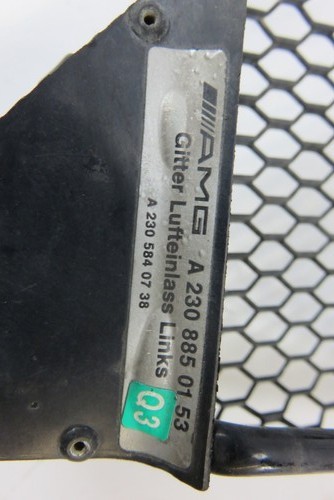 AMG A 230 885 01 53
Gitter Lufteinlass Links
A 230 584 07 38
Q3